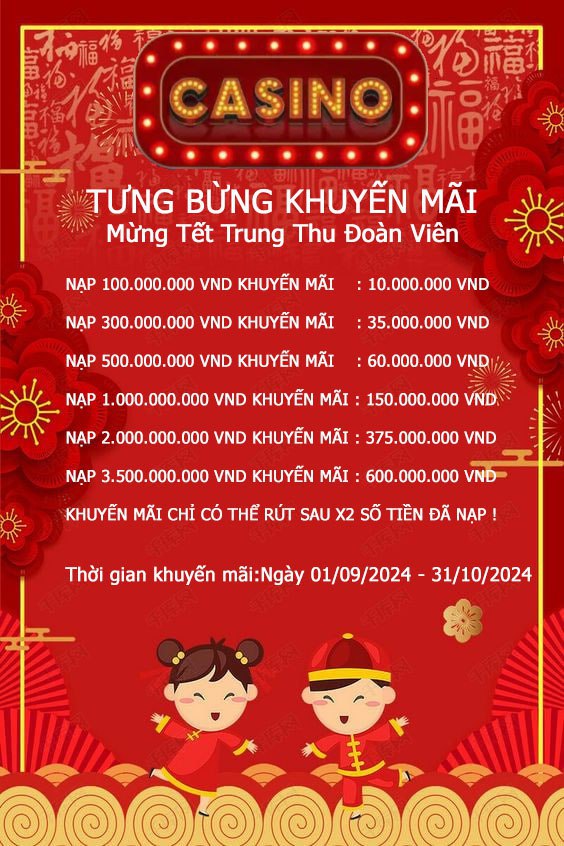 CASINO
TƯNG BỪNG KHUYẾN MÃI
Mừng Tết Trung Thu Đoàn Viên
NẠP 100.000.000 VND KHUYẾN MÃI : 10.000.000 VND
NẠP 300.000.000 VND KHUYẾN MÃI : 35.000.000 VND
NẠP 500.000.000 VND KHUYẾN MÃI : 60.000.000 VND
NẠP 1.000.000.000 VND KHUYẾN MÃI : 150.000.000 VND
NẠP 2.000.000.000 VND KHUYẾN MÃI : 375.000.000 VND
NẠP 3.500.000.000 VND KHUYẾN MÃI : 600.000.000 VND
KHUYẾN MÃI CHỈ CÓ THỂ RÚT SAU X2 SỐ TIỀN ĐÃ NẠP !
Thời gian khuyến mãi:Ngày 01/09/2024 - 31/10/2024